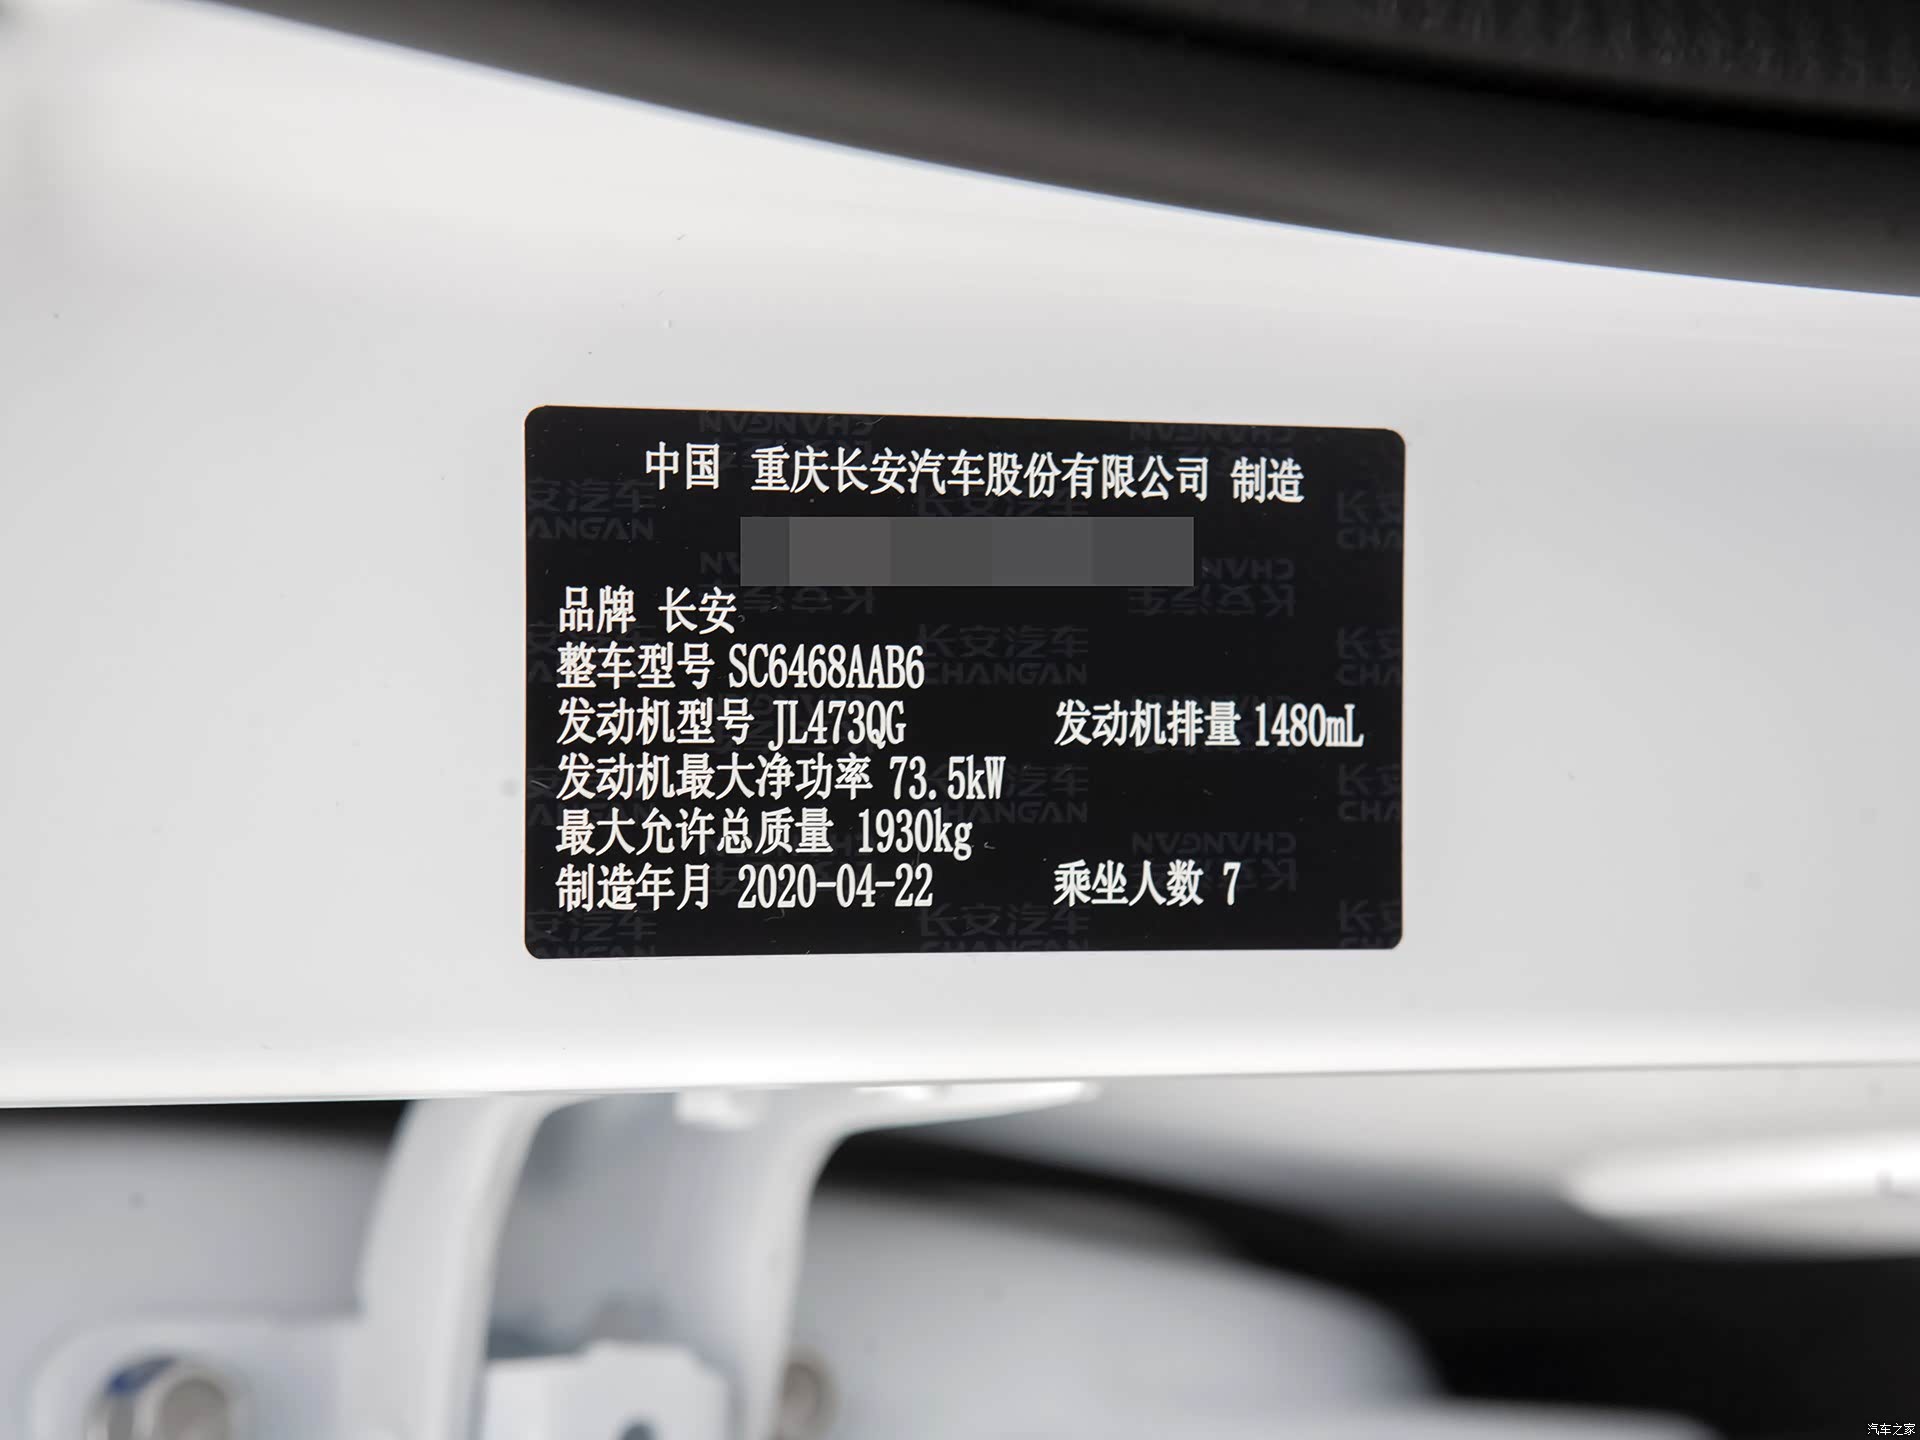 中国 重庆长安汽车股份有限公司 制造
品牌 长安
整车型号 SC6468AAB6
发动机型号 JL473QG 发动机排量 1480mL
发动机最大净功率 73.5kW
最大允许总质量 1930kg
制造年月 2020-04-22 乘坐人数 7
汽车之家